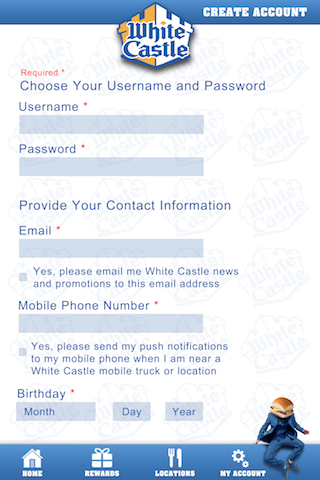 White
Castle
CREATE ACCOUNT
Required *
Choose Your Username and Password
Username *
Password *
Provide Your Contact Information
Email *
Yes, please email me White Castle news
and promotions to this email address
Mobile Phone Number *
Yes, please send my push notifications
to my mobile phone when I am near a
White Castle mobile truck or location
Birthday *
Month Day Year
HOME REWARDS LOCATIONS MY ACCOUNT